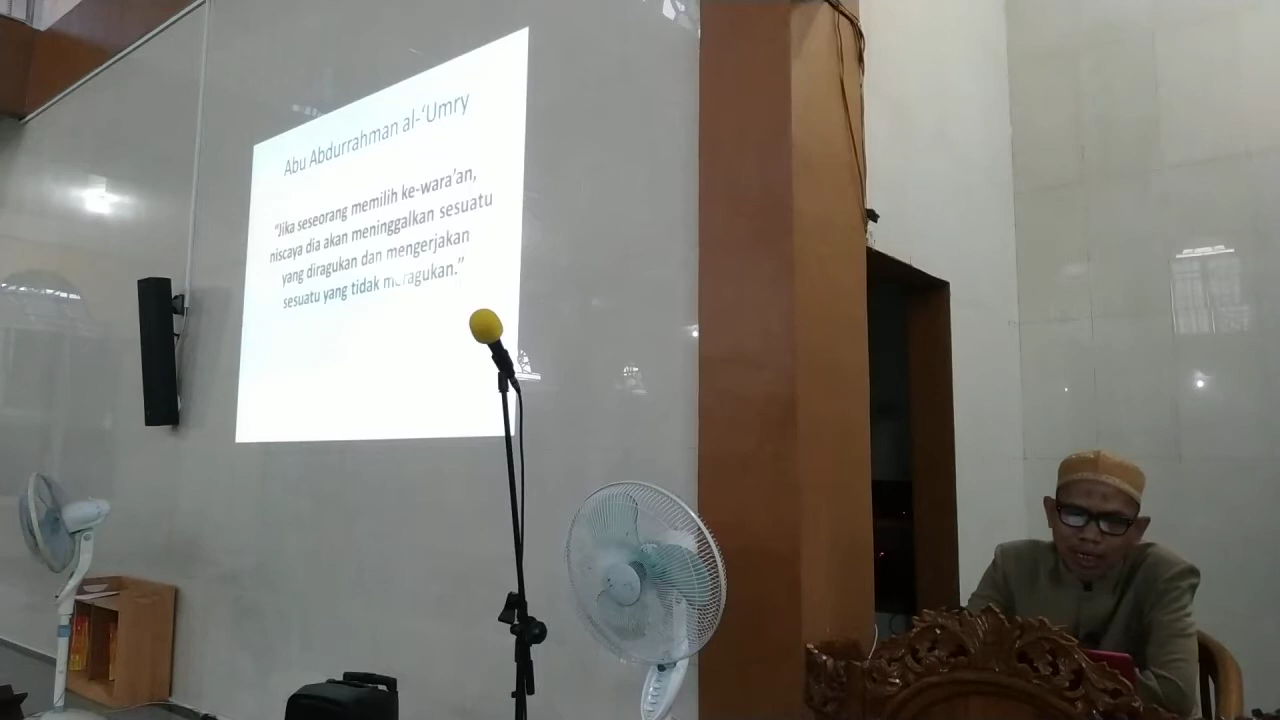 Abu Abdurrahman al-‘Umry
“Jika seseorang memilih ke-wara’an,
niscaya dia akan meninggalkan sesuatu
yang diragukan dan mengerjakan
sesuatu yang tidak meragukan.”